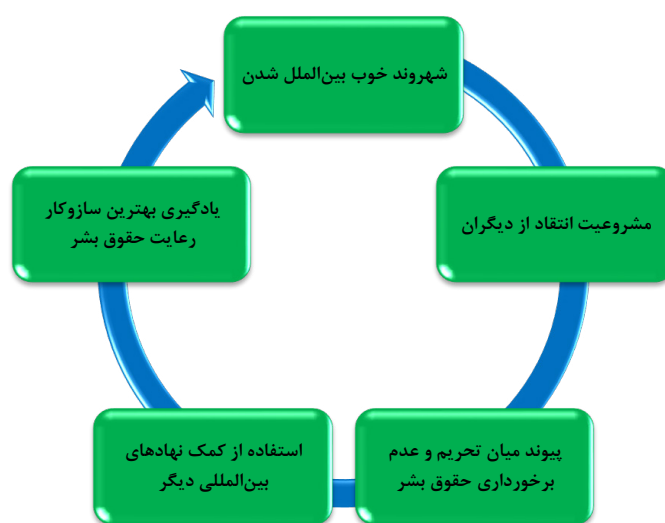 شهروند خوب بین‌الملل شدن
مشروعیت انتقاد از دیگران
پیوند میان تحریم و عدم
برخورداری حقوق بشر
استفاده از کمک نهادهای
بین‌المللی دیگر
یادگیری بهترین سازوکار
رعایت حقوق بشر